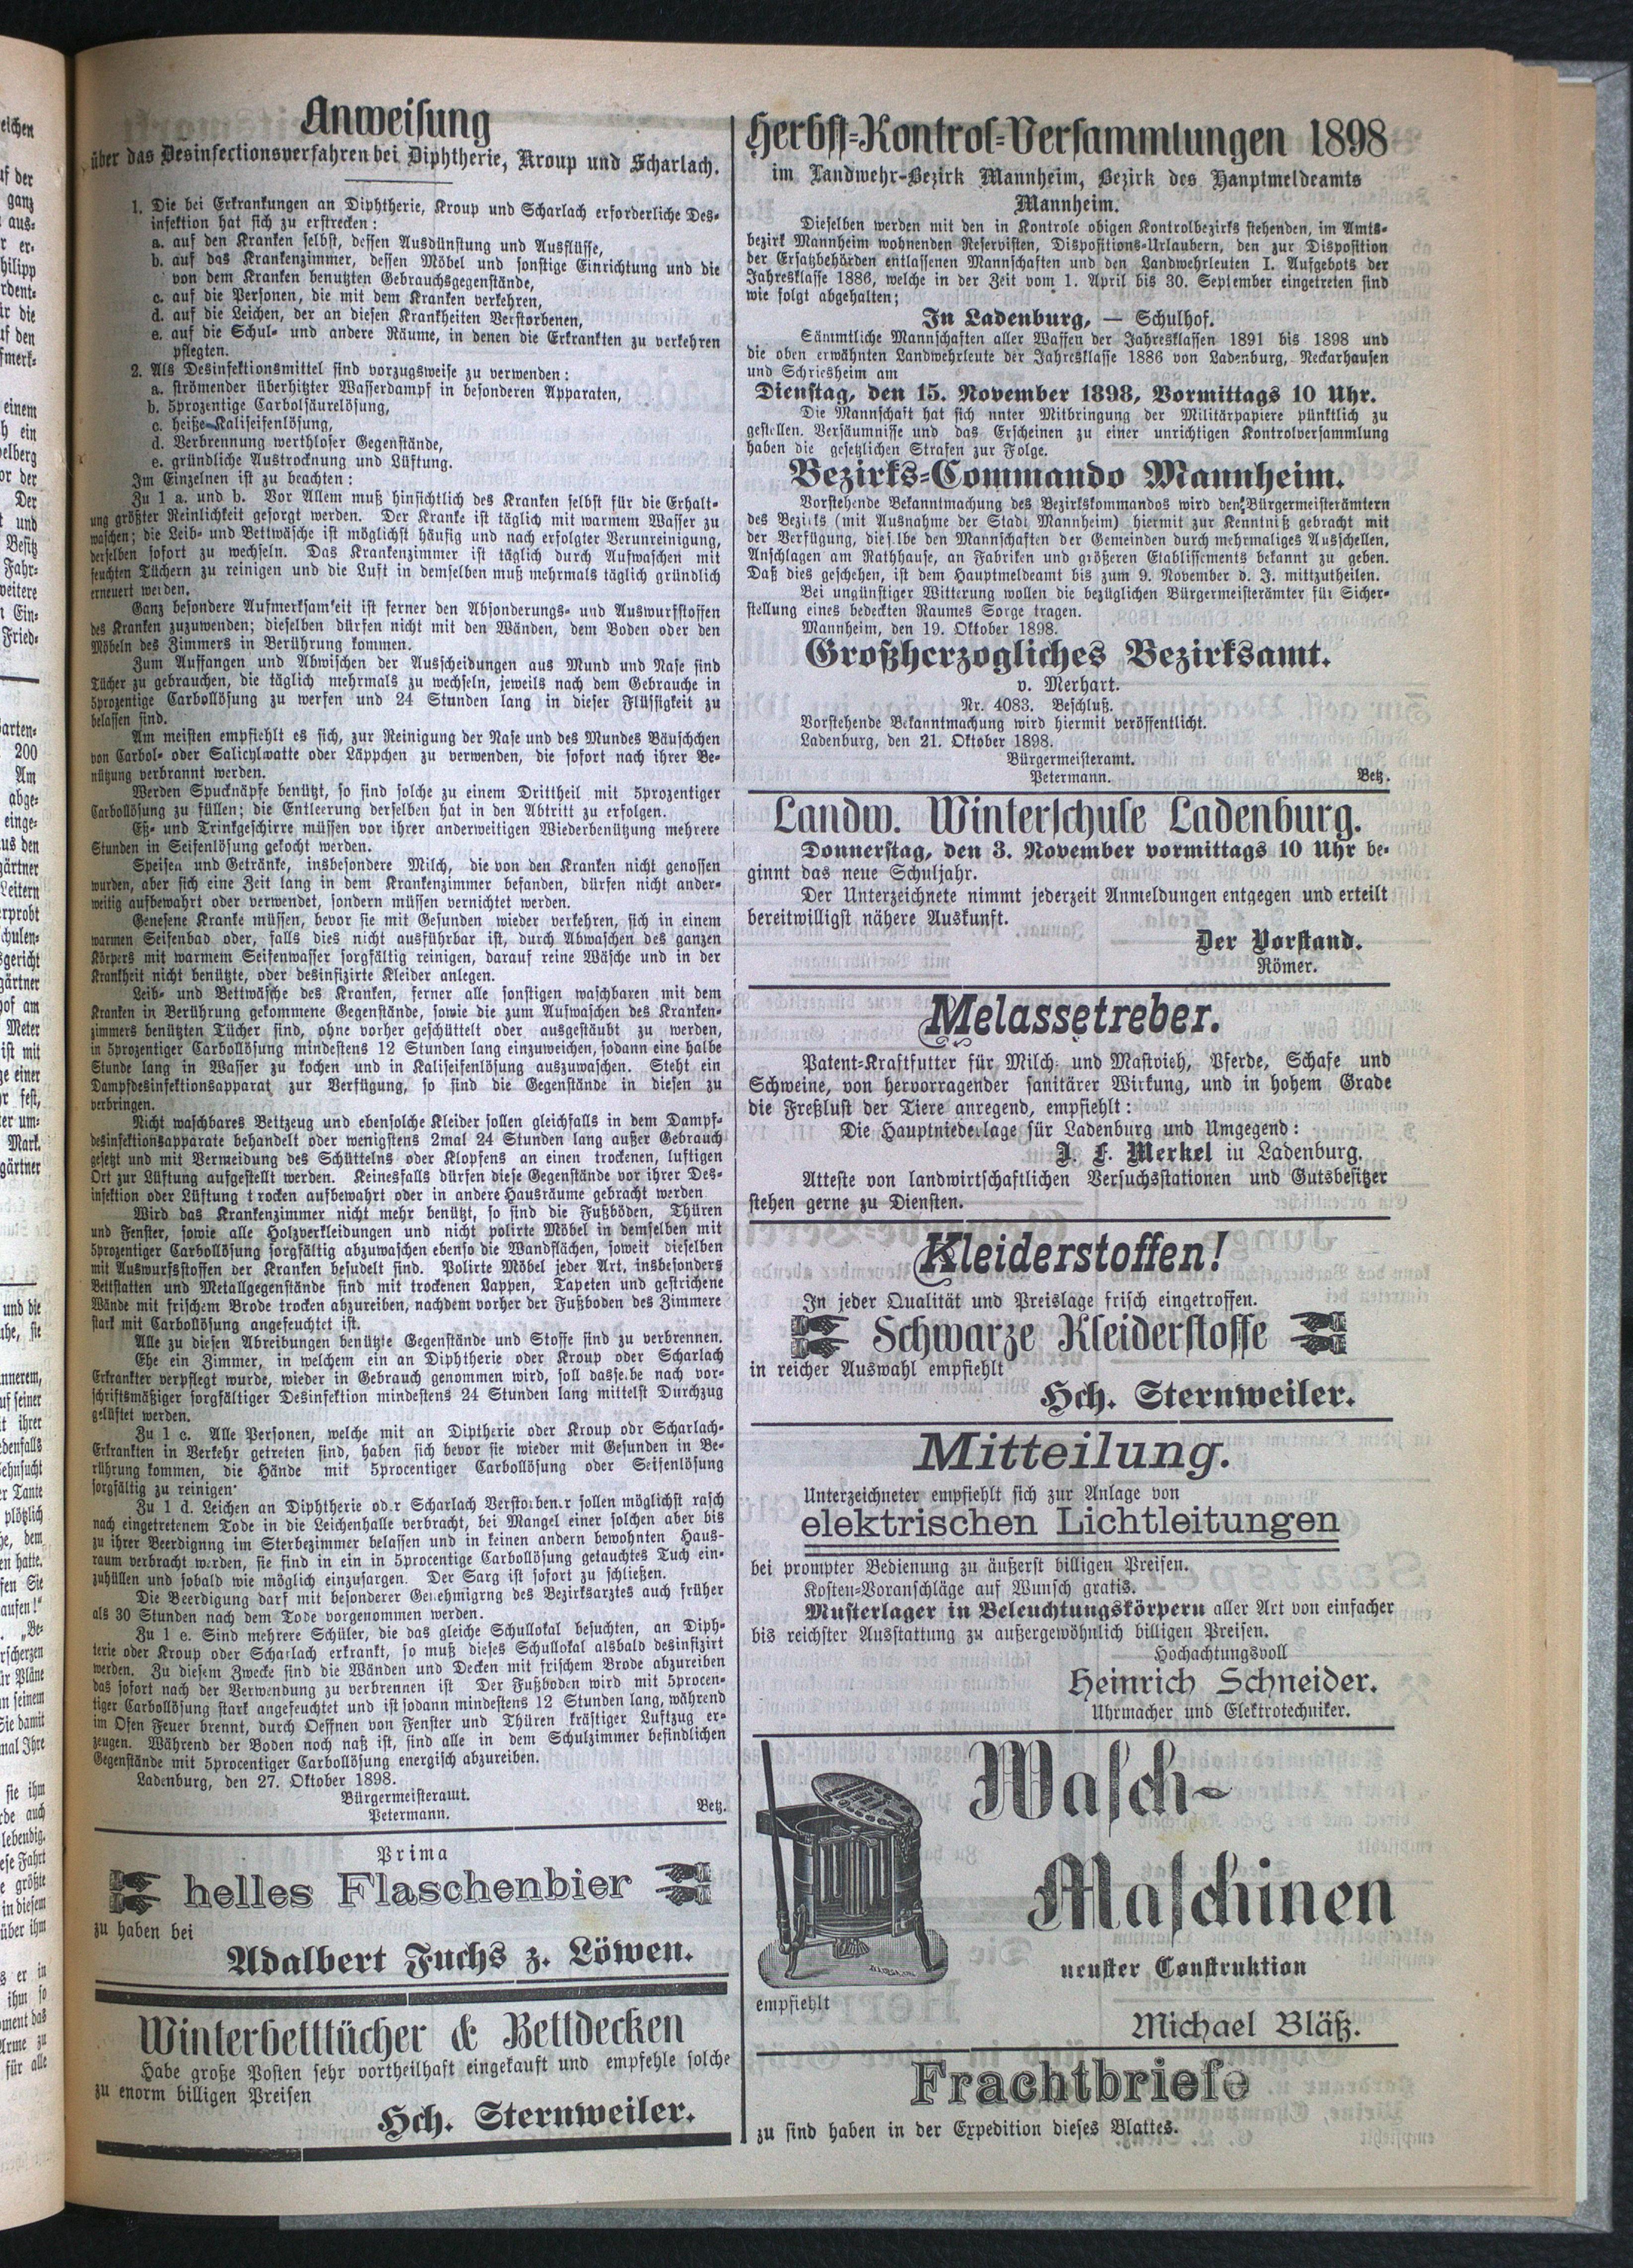 Anweisung
über das Desinfectionsverfahren bei Diphtherie, Kroup und Scharlach.
1. Die bei Erkrankungen an Diphtherie, Kroup und Scharlach erforderliche Des-
infektion hat sich zu erstrecken:
a. auf den Kranken selbst, dessen Ausdünstung und Ausflüsse,
b. auf das Krankenzimmer, dessen Möbel und sonstige Einrichtung und die
von dem Kranken benutzten Gebrauchsgegenstände,
c. auf die Personen, die mit dem Kranken verkehren,
d. auf die Leichen, der an diesen Krankheiten Verstorbenen,
e. auf die Schul- und andere Räume, in denen die Erkrankten zu verkehren
pflegten.
2. Als Desinfektionsmittel sind vorzugsweise zu verwenden:
a. strömender überhitzter Wasserdampf in besonderen Apparaten,
b. 5prozentige Carbolsäurelösung,
c. heiße Kaliseifenlösung,
d. Verbrennung werthloser Gegenstände,
e. gründliche Austrocknung und Lüftung.
Im Einzelnen ist zu beachten:
Zu 1 a. und b. Vor Allem muß hinsichtlich des Kranken selbst für die Erhalt-
ung größter Reinlichkeit gesorgt werden. Der Kranke ist täglich mit warmem Wasser zu
waschen; die Leib- und Bettwäsche ist möglichst häufig und nach erfolgter Verunreinigung,
derselben sofort zu wechseln. Das Krankenzimmer ist täglich durch Aufwaschen mit
feuchten Tüchern zu reinigen und die Luft in demselben muß mehrmals täglich gründlich
erneuert werden.
Ganz besondere Aufmerksam'eit ist ferner den Absonderungs- und Auswurfstoffen
des Kranken zuzuwenden; dieselben dürfen nicht mit den Wänden, dem Boden oder den
Möbeln des Zimmers in Berührung kommen.
Zum Auffangen und Abwischen der Ausscheidungen aus Mund und Nase sind
Tücher zu gebrauchen, die täglich mehrmals zu wechseln, jeweils nach dem Gebrauche in
5prozentige Carbollösung zu werfen und 24 Stunden lang in dieser Flüssigkeit zu
belassen sind.
Am meisten empfiehlt es sich, zur Reinigung der Nase und des Mundes Bäuschchen
von Carbol- oder Salicylwatte oder Läppchen zu verwenden, die sofort nach ihrer Be-
nützung verbrannt werden.
Werden Spucknäpfe benützt, so sind solche zu einem Drittheil mit 5prozentiger
Carbollösung zu füllen; die Entleerung derselben hat in den Abtritt zu erfolgen.
Eß- und Trinkgeschirre müssen vor ihrer anderweitigen Wiederbenützung mehrere
Stunden in Seifenlösung gekocht werden.
Speisen und Getränke, insbesondere Milch, die von den Kranken nicht genossen
wurden, aber sich eine Zeit lang in dem Krankenzimmer befanden, dürfen nicht ander-
weitig aufbewahrt oder verwendet, sondern müssen vernichtet werden.
Genesene Kranke müssen, bevor sie mit Gesunden wieder verkehren, sich in einem
warmen Seifenbad oder, falls dies nicht ausführbar ist, durch Abwaschen des ganzen
Körpers mit warmem Seifenwasser sorgfältig reinigen, darauf reine Wäsche und in der
Krankheit nicht benützte, oder desinfizirte Kleider anlegen.
Leib- und Bettwäsche des Kranken, ferner alle sonstigen waschbaren mit dem
Kranken in Berührung gekommene Gegenstände, sowie die zum Aufwaschen des Kranken-
zimmers benützten Tücher sind, ohne vorher geschüttelt oder ausgestäubt zu werden,
in 5prozentiger Carbollösung mindestens 12 Stunden lang einzuweichen, sodann eine halbe
Stunde lang in Wasser zu kochen und in Kaliseifenlösung auszuwaschen. Steht ein
Dampfdesinfektionsapparat zur Verfügung, so sind die Gegenstände in diesen zu
verbringen.
Nicht waschbares Bettzeug und ebensolche Kleider sollen gleichfalls in dem Dampf-
desinfektionsapparate behandelt oder wenigstens 2mal 24 Stunden lang außer Gebrauch
gesetzt und mit Vermeidung des Schüttelns oder Klopfens an einen trockenen, luftigen
Ort zur Lüftung aufgestellt werden. Keinesfalls dürfen diese Gegenstände vor ihrer Des-
infektion oder Lüftung trocken aufbewahrt oder in andere Hausräume gebracht werden
Wird das Krankenzimmer nicht mehr benützt, so sind die Fußböden, Thüren
und Fenster, sowie alle Holzverkleidungen und nicht polirte Möbel in demselben mit
5prozentiger Carbollösung sorgfältig abzuwaschen ebenso die Wandflächen, soweit dieselben
mit Auswurfsstoffen der Kranken besudelt sind. Polirte Möbel jeder Art, insbesonders
Bettstatten und Metallgegenstände sind mit trockenen Lappen, Tapeten und gestrichene
Wände mit frischem Brode trocken abzureiben, nachdem vorher der Fußboden des Zimmere
stark mit Carbollösung angefeuchtet ist.
Alle zu diesen Abreibungen benützte Gegenstände und Stoffe sind zu verbrennen.
Ehe ein Zimmer, in welchem ein an Diphtherie oder Kroup oder Scharlach
Erkrankter verpflegt wurde, wieder in Gebrauch genommen wird, soll dasse.be nach vor-
schriftsmäßiger sorgfältiger Desinfektion mindestens 24 Stunden lang mittelst Durchzug
gelüftet werden.
Zu 1 c. Alle Personen, welche mit an Diptherie oder Kroup odr Scharlach-
Erkrankten in Verkehr getreten sind, haben sich bevor sie wieder mit Gesunden in Be-
rührung kommen, die Hände mit 5procentiger Carbollösung oder Seifenlösung
sorgfältig zu reinigen
Zu 1 d. Leichen an Diphtherie od.r Scharlach Verstorben.r sollen möglichst rasch
nach eingetretenem Tode in die Leichenhalle verbracht, bei Mangel einer solchen aber bis
zu ihrer Beerdignng im Sterbezimmer belassen und in keinen andern bewohnten Haus-
raum verbracht werden, sie sind in ein in 5procentige Carbollösung getauchtes Tuch ein-
zuhüllen und sobald wie möglich einzusargen. Der Sarg ist sofort zu schließen.
Die Beerdigung darf mit besonderer Genehmigrng des Bezirksarztes auch früher
als 30 Stunden nach dem Tode vorgenommen werden.
Zu 1 e. Sind mehrere Schüler, die das gleiche Schullokal besuchten, an Diph-
terie oder Kroup oder Scharlach erkrankt, so muß dieses Schullokal alsbald desinfizirt
werden. Zu diesem Zwecke sind die Wänden und Decken mit frischem Brode abzureiben
das sofort nach der Verwendung zu verbrennen ist Der Fußboden wird mit 5procen-
tiger Carbollösung stark angefeuchtet und ist sodann mindestens 12 Stunden lang, während
im Ofen Feuer brennt, durch Oeffnen von Fenster und Thüren kräftiger Luftzug er-
zeugen. Während der Boden noch naß ist, sind alle in dem Schulzimmer befindlichen
Gegenstände mit 5procentiger Carbollösung energisch abzureiben.
Ladenburg, den 27. Oktober 1898.
Bürgermeisteramt.
Petermann. Betz.
Prima
helles Flaschenbier
zu haben bei
Adalbert Fuchs z. Löwen.
Winterbetttücher & Bettdecken
Habe große Posten sehr vortheilhaft eingekauft und empfehle solche
zu enorm billigen Preisen
Hch. Sternweiler.
Herbst-Kontrol-Versammlungen 1898
im Landwehr-Bezirk Mannheim, Bezirk des Hauptmeldeamts
Mannheim.
Dieselben werden mit den in Kontrole obigen Kontrolbezirks stehenden, im Amts-
bezirk Mannheim wohnenden Reservisten, Dispositions-Urlaubern, den zur Disposition
der Ersatzbehörden entlassenen Mannschaften und den Landwehrleuten I. Aufgebots der
Jahresklasse 1886, welche in der Zeit vom 1. April bis 30. September eingetreten sind
wie folgt abgehalten;
In Ladenburg, — Schulhof.
Sämmtliche Mannschaften aller Waffen der Jahresklassen 1891 bis 1898 und
die oben erwähnten Landwehrleute der Jahresklasse 1886 von Ladenburg, Neckarhausen
und Schriesheim am
Dienstag, den 15. November 1898, Vormittags 10 Uhr.
Die Mannschaft hat sich nnter Mitbringung der Militärpapiere pünktlich zu
gestellen. Versäumnisse und das Erscheinen zu einer unrichtigen Kontrolversammlung
haben die gesetzlichen Strafen zur Folge.
Bezirks-Commando Mannheim.
Vorstehende Bekanntmachung des Bezirkskommandos wird den Bürgermeisterämtern
des Bezirks (mit Ausnahme der Stadt Mannheim) hiermit zur Kenntniß gebracht mit
der Verfügung, dies.lbe den Mannschaften der Gemeinden durch mehrmaliges Ausschellen,
Anschlagen am Rathhause, an Fabriken und größeren Etablissements bekannt zu geben.
Daß dies geschehen, ist dem Hauptmeldeamt bis zum 9. November d. J. mittzutheilen.
Bei ungünstiger Witterung wollen die bezüglichen Bürgermeisterämter für Sicher-
stellung eines bedeckten Raumes Sorge tragen.
Mannheim, den 19. Oktober 1898.
Großherzogliches Bezirksamt.
v. Merhart.
Nr. 4083. Beschluß.
Vorstehende Bekanntmachung wird hiermit veröffentlicht.
Ladenburg, den 21. Oktober 1898.
Bürgermeisteramt.
Petermann. Betz.
Landw. Winterschule Ladenburg.
Donnerstag, den 3. November vormittags 10 Uhr be-
ginnt das neue Schuljahr.
Der Unterzeichnete nimmt jederzeit Anmeldungen entgegen und erteilt
bereitwilligst nähere Auskunft.
Der Vorstand.
Römer.
Melassetreber.
Patent-Kraftfutter für Milch- und Mastvieh, Pferde, Schafe und
Schweine, von hervorragender sanitärer Wirkung, und in hohem Grade
die Freßlust der Tiere anregend, empfiehlt:
Die Hauptniederlage für Ladenburg und Umgegend:
J. F. Merkel in Ladenburg.
Atteste von landwirtschaftlichen Versuchsstationen und Gutsbesitzer
stehen gerne zu Diensten.
Kleiderstoffen!
In jeder Qualität und Preislage frisch eingetroffen.
Schwarze Kleiderstoffe
in reicher Auswahl empfiehlt
Hch. Sternweiler.
Mitteilung.
Unterzeichneter empfiehlt sich zur Anlage von
elektrischen Lichtleitungen
bei prompter Bedienung zu äußerst billigen Preisen.
Kosten-Voranschläge auf Wunsch gratis.
Musterlager in Beleuchtungskörpern aller Art von einfacher
bis reichster Ausstattung zu außergewöhnlich billigen Preisen.
Hochachtungsvoll
Heinrich Schneider.
Uhrmacher und Elektrotechniker.
Wasch-
Maschinen
neuster Construktion
empfiehlt
Michael Bläß.
Frachtbriefe
zu sind haben in der Expedition dieses Blattes.